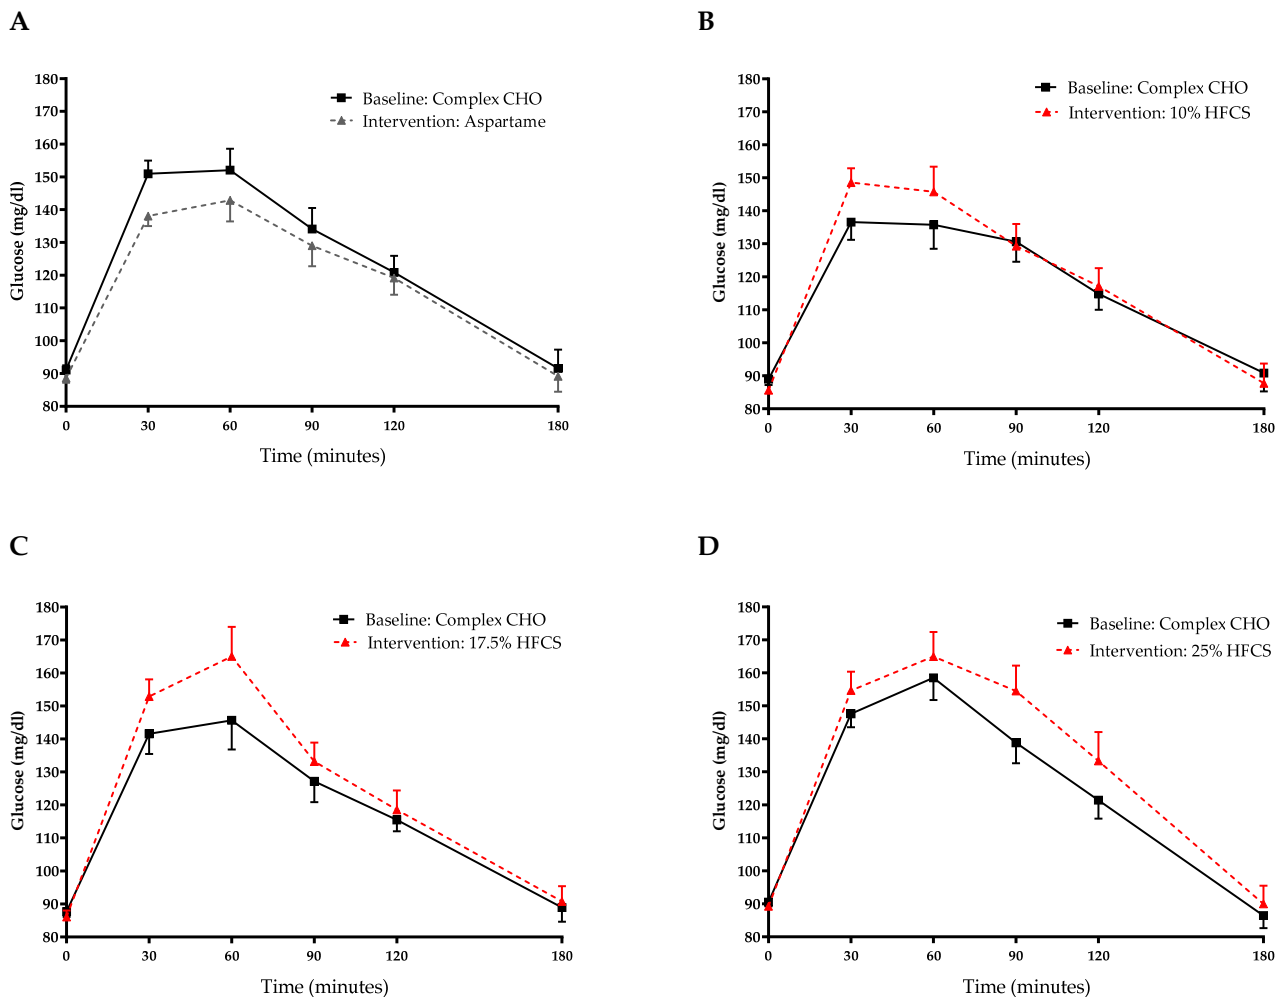 A
180
170
160
150
140
130
120
110
100
90
80
Glucose (mg/dl)
Baseline: Complex CHO
Intervention: Aspartame
0 30 60 90 120 180
Time (minutes)
B
180
170
160
150
140
130
120
110
100
90
80
Glucose (mg/dl)
Baseline: Complex CHO
Intervention: 10% HFCS
0 30 60 90 120 180
Time (minutes)
C
180
170
160
150
140
130
120
110
100
90
80
Glucose (mg/dl)
Baseline: Complex CHO
Intervention: 17.5% HFCS
0 30 60 90 120 180
Time (minutes)
D
180
170
160
150
140
130
120
110
100
90
80
Glucose (mg/dl)
Baseline: Complex CHO
Intervention: 25% HFCS
0 30 60 90 120 180
Time (minutes)